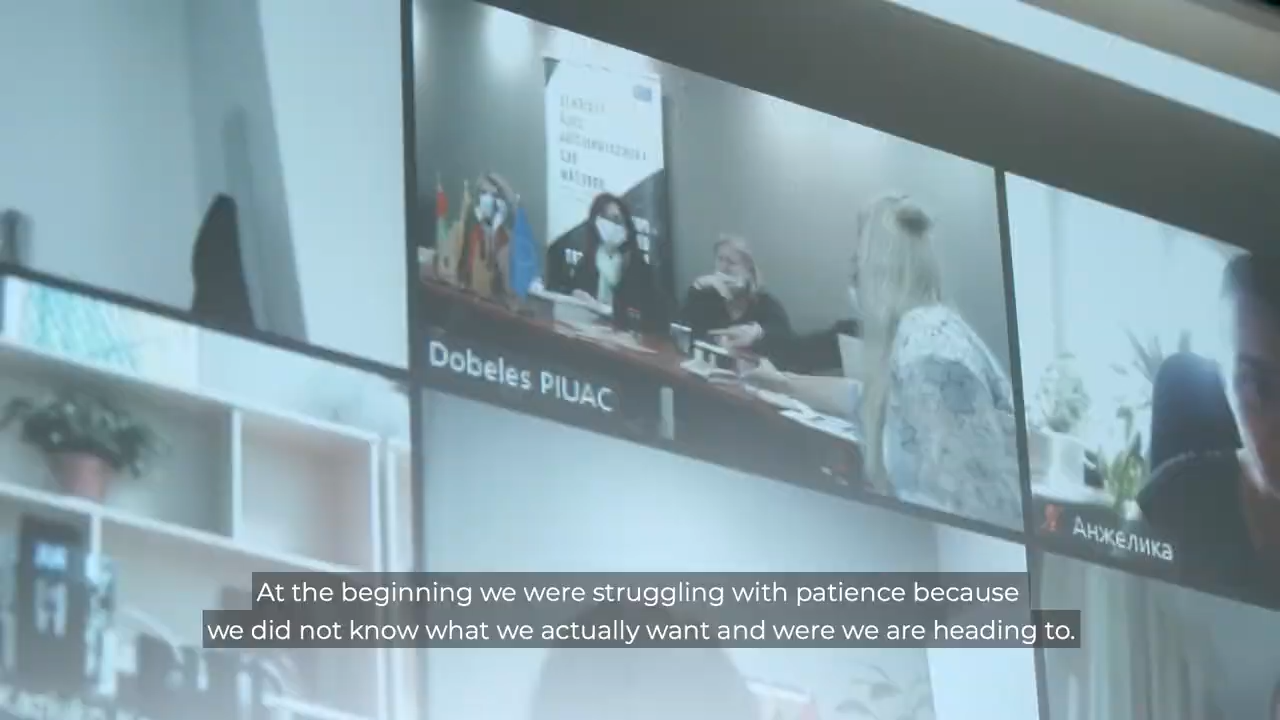 Dobeles PIUAC
Анжелика
At the beginning we were struggling with patience because
we did not know what we actually want and were we are heading to.